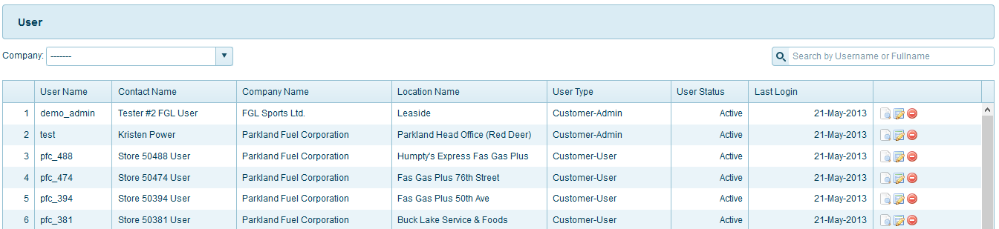 User
Company: ------- Search by Username or Fullname
User Name Contact Name Company Name Location Name User Type User Status Last Login
1 demo_admin Tester #2 FGL User FGL Sports Ltd. Leaside Customer-Admin Active 21-May-2013
2 test Kristen Power Parkland Fuel Corporation Parkland Head Office (Red Deer) Customer-Admin Active 21-May-2013
3 pfc_488 Store 50488 User Parkland Fuel Corporation Humpty's Express Fas Gas Plus Customer-User Active 21-May-2013
4 pfc_474 Store 50474 User Parkland Fuel Corporation Fas Gas Plus 76th Street Customer-User Active 21-May-2013
5 pfc_394 Store 50394 User Parkland Fuel Corporation Fas Gas Plus 50th Ave Customer-User Active 21-May-2013
6 pfc_381 Store 50381 User Parkland Fuel Corporation Buck Lake Service & Foods Customer-User Active 21-May-2013